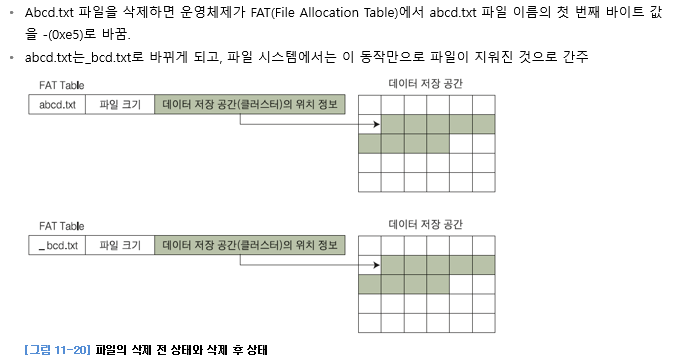 • Abcd.txt 파일을 삭제하면 운영체제가 FAT(File Allocation Table)에서 abcd.txt 파일 이름의 첫 번째 바이트 값
을 -(0xe5)로 바꿈.
• abcd.txt는_bcd.txt로 바뀌게 되고, 파일 시스템에서는 이 동작만으로 파일이 지워진 것으로 간주
FAT Table
데이터 저장 공간
abcd.txt 파일 크기 데이터 저장 공간(클러스터)의 위치 정보
FAT Table
데이터 저장 공간
_bcd.txt 파일 크기 데이터 저장 공간(클러스터)의 위치 정보
[그림 11-20] 파일의 삭제 전 상태와 삭제 후 상태